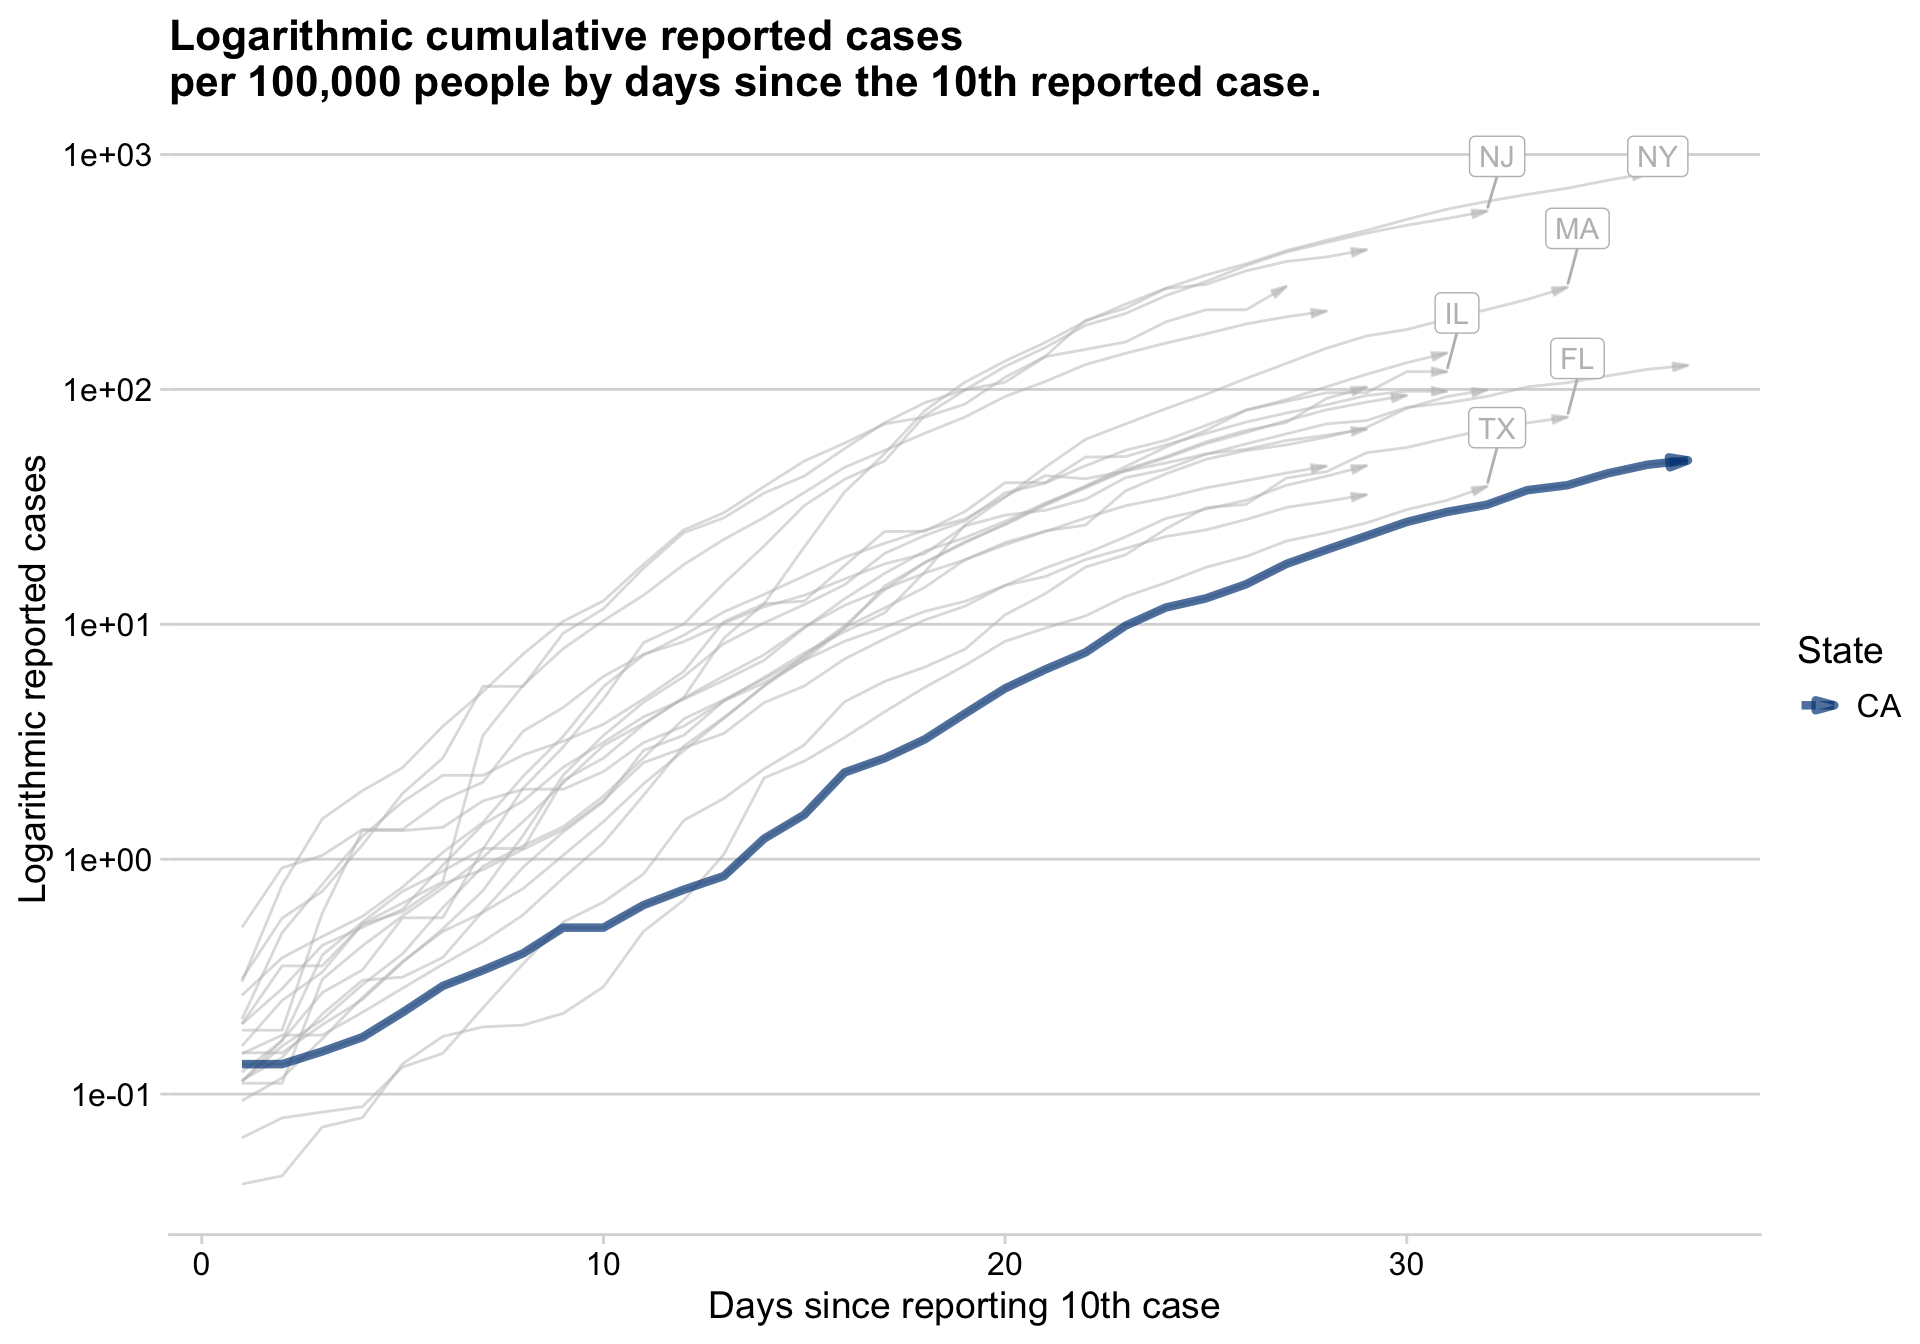 Logarithmic cumulative reported cases
per 100,000 people by days since the 10th reported case.
1e+03
NJ
NY
MA
IL
FL
1e+02
TX
1e+01
1e+00
1e-01
Logarithmic reported cases
State
CA
0
10
20
30
Days since reporting 10th case